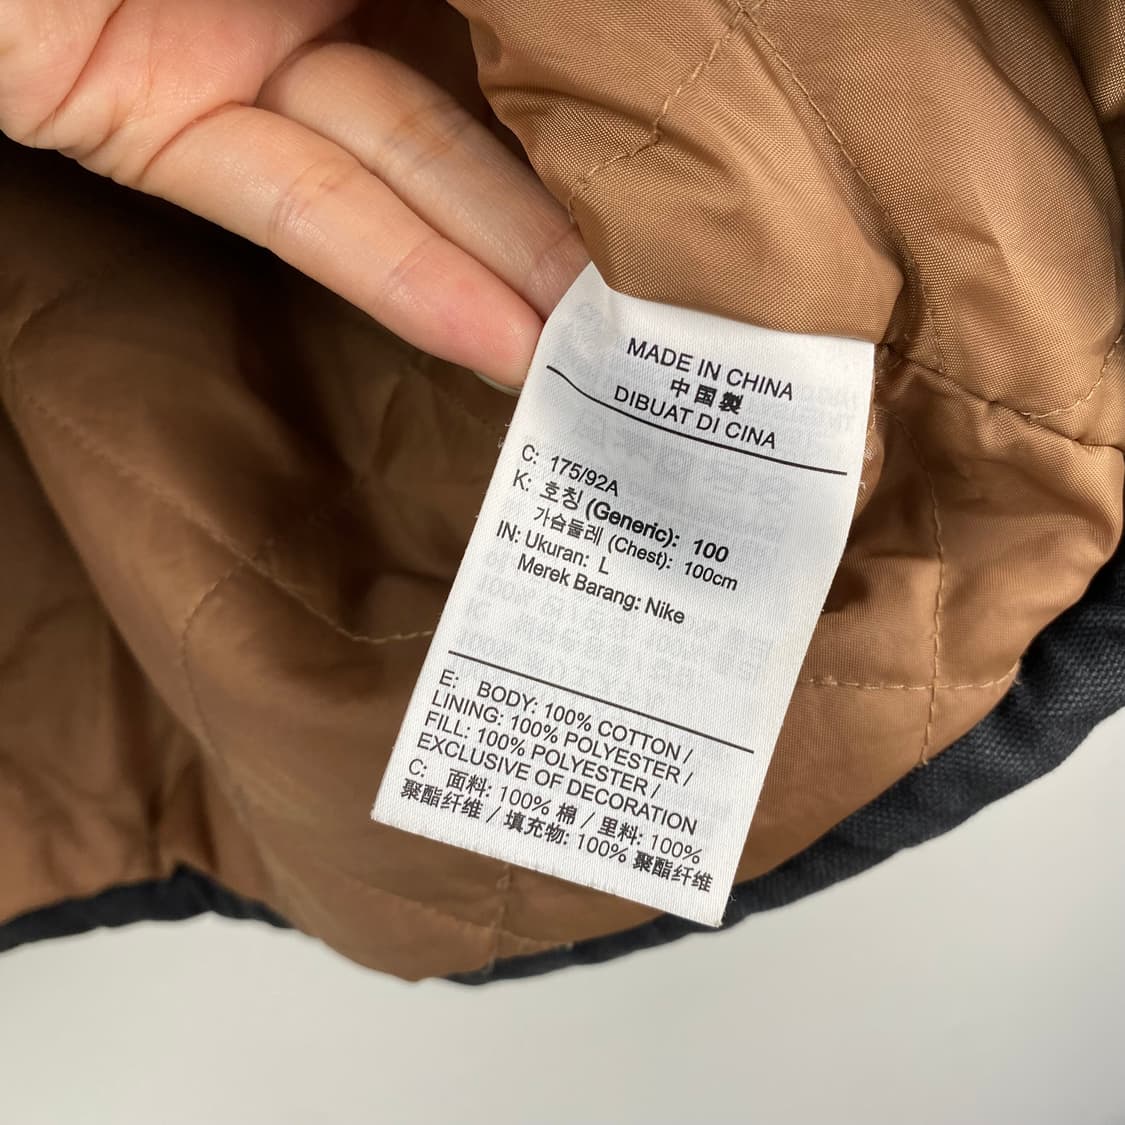 MADE IN CHINA
中国製
DIBUAT DI CINA
C: 175/92A
K: 호칭 (Generic): 100
가슴둘레 (Chest): 100cm
IN: Ukuran: L
Merek Barang: Nike
E: BODY: 100% COTTON /
LINING: 100% POLYESTER /
FILL: 100% POLYESTER /
EXCLUSIVE OF DECORATION
C: 面料: 100% 棉 / 里料: 100%
聚酯纤维 / 填充物: 100% 聚酯纤维